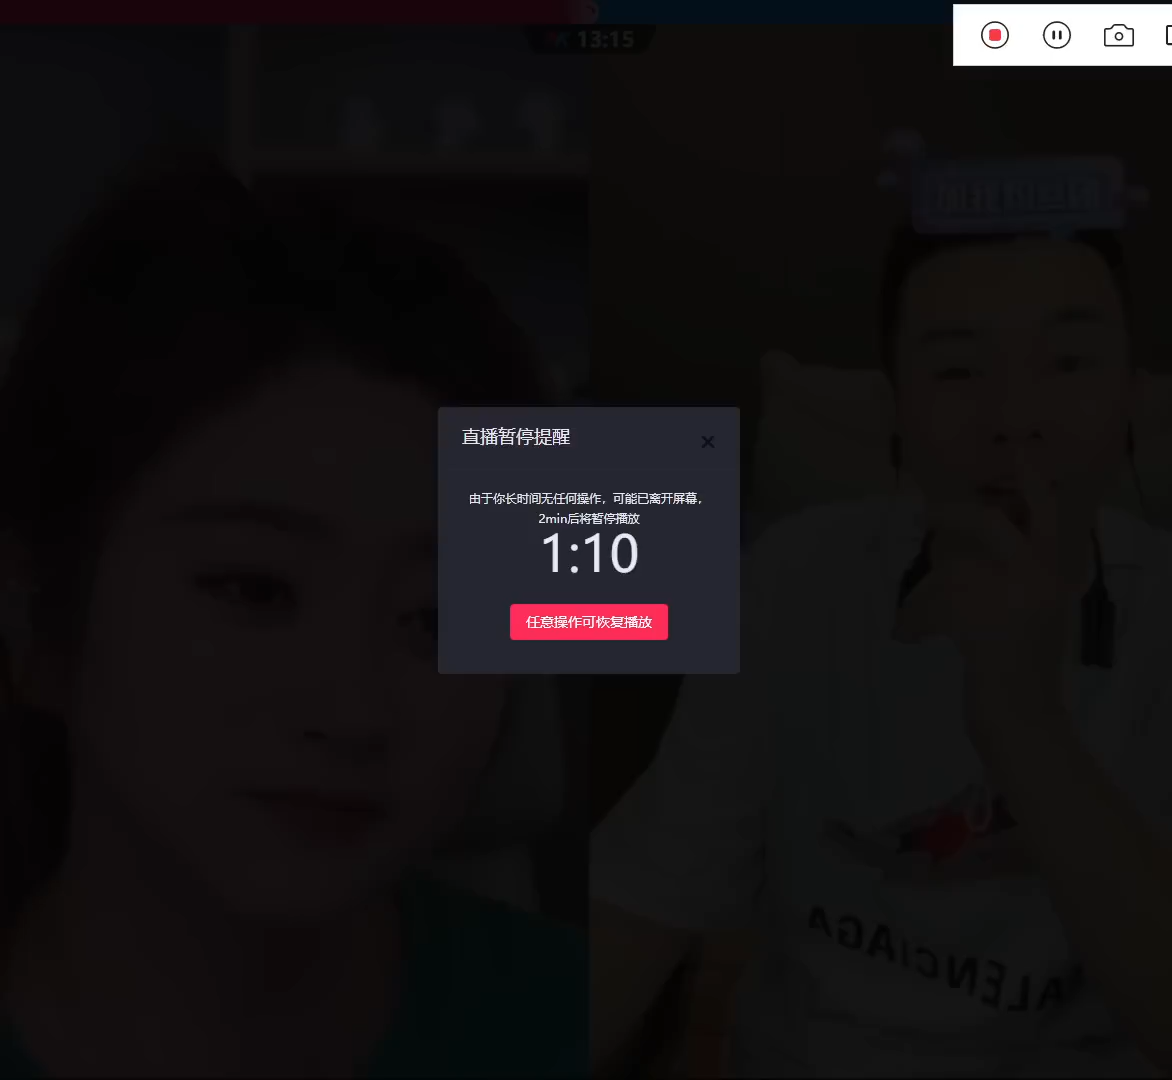 PK 13:15
直播暂停提醒
由于你长时间无任何操作，可能已离开屏幕，
2min后将暂停播放
1:10
任意操作可恢复播放